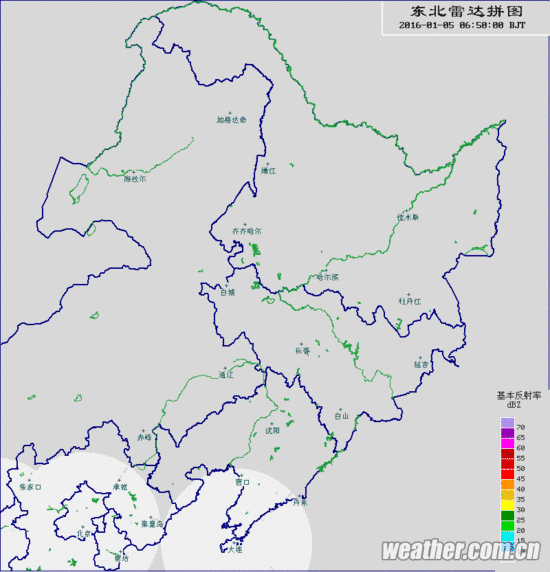 东北雷达拼图
2016-01-05 06:50:00 BJT
加格达奇
嫩江
海拉尔
佳木斯
齐齐哈尔
哈尔滨
白城
牡丹江
长春
延吉
通辽
白山
赤峰
沈阳
基本反射率
dBZ
70
65
60
55
50
45
40
35
30
25
20
15
张家口
承德
营口
丹东
秦皇岛
北京
大连
廊坊
weather.com.cn